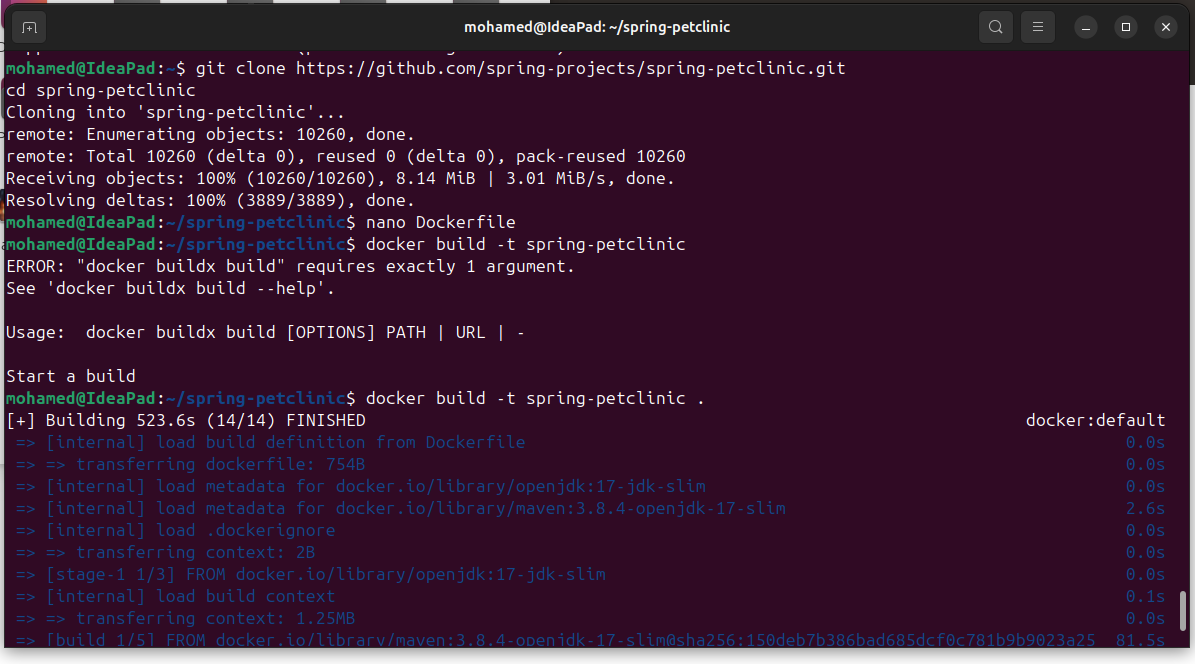 mohamed@IdeaPad: ~/spring-petclinic
mohamed@IdeaPad:~$ git clone https://github.com/spring-projects/spring-petclinic.git
cd spring-petclinic
Cloning into 'spring-petclinic'...
remote: Enumerating objects: 10260, done.
remote: Total 10260 (delta 0), reused 0 (delta 0), pack-reused 10260
Receiving objects: 100% (10260/10260), 8.14 MiB | 3.01 MiB/s, done.
Resolving deltas: 100% (3889/3889), done.
mohamed@IdeaPad:~/spring-petclinic$ nano Dockerfile
mohamed@IdeaPad:~/spring-petclinic$ docker build -t spring-petclinic
ERROR: "docker buildx build" requires exactly 1 argument.
See 'docker buildx build --help'.
Usage:  docker buildx build [OPTIONS] PATH | URL | -
Start a build
mohamed@IdeaPad:~/spring-petclinic$ docker build -t spring-petclinic .
[+] Building 523.6s (14/14) FINISHED docker:default
=> [internal] load build definition from Dockerfile 0.0s
=> => transferring dockerfile: 754B 0.0s
=> [internal] load metadata for docker.io/library/openjdk:17-jdk-slim 0.0s
=> [internal] load metadata for docker.io/library/maven:3.8.4-openjdk-17-slim 2.6s
=> [internal] load .dockerignore 0.0s
=> => transferring context: 2B 0.0s
=> [stage-1 1/3] FROM docker.io/library/openjdk:17-jdk-slim 0.0s
=> [internal] load build context 0.1s
=> => transferring context: 1.25MB 0.0s
=> [build 1/5] FROM docker.io/library/maven:3.8.4-openjdk-17-slim@sha256:150deb7b386bad685dcf0c781b9b9023a25 81.5s